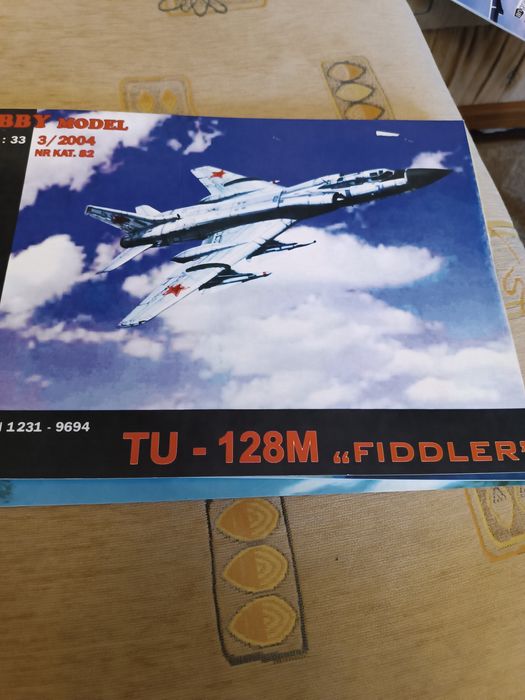 BBY MODEL
: 33 3/2004
NR KAT. 82
1231 - 9694
TU - 128M „FIDDLER”